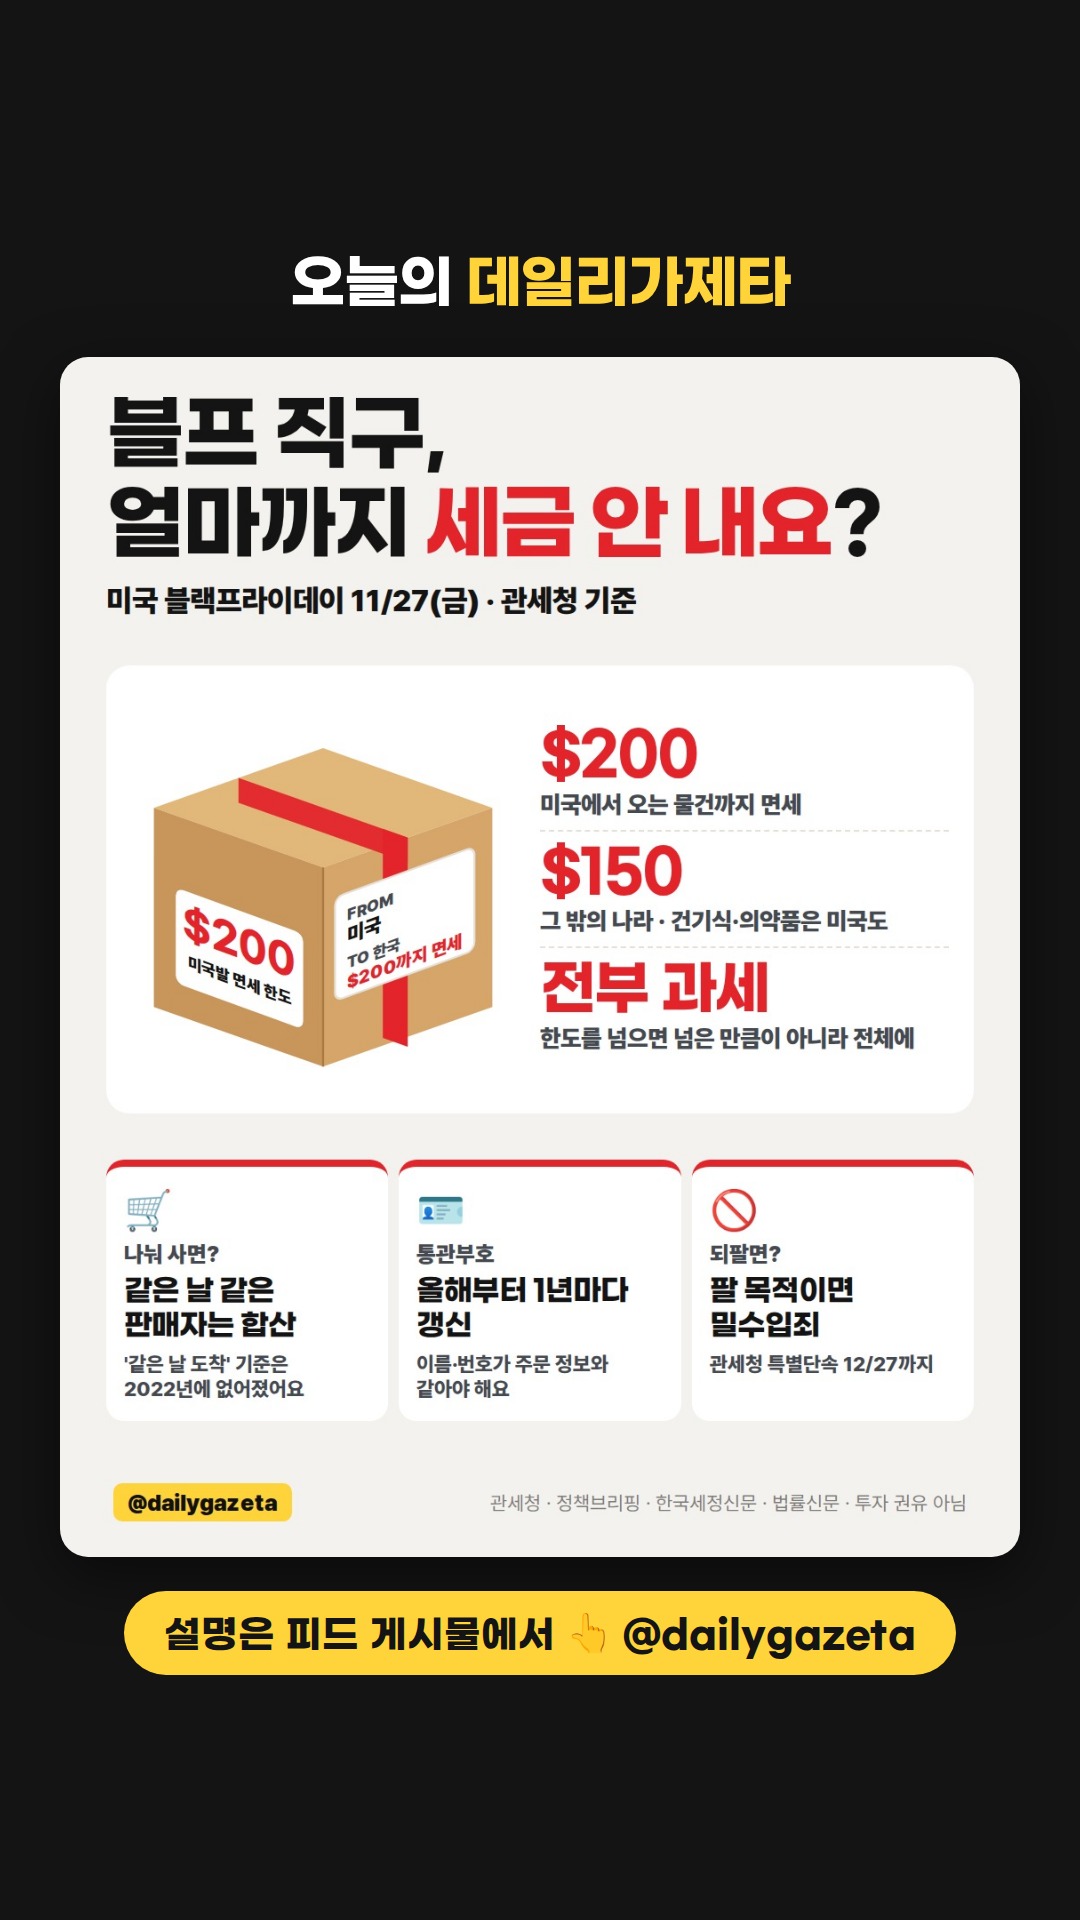 오늘의 데일리가제타
블프 직구,
얼마까지 세금 안 내요?
미국 블랙프라이데이 11/27(금) · 관세청 기준
$200
미국발 면세 한도
FROM
미국
TO 한국
$200까지 면세
$200
미국에서 오는 물건까지 면세
$150
그 밖의 나라 · 건기식·의약품은 미국도
전부 과세
한도를 넘으면 넘은 만큼이 아니라 전체에
나눠 사면?
같은 날 같은
판매자는 합산
'같은 날 도착' 기준은
2022년에 없어졌어요
통관부호
올해부터 1년마다
갱신
이름·번호가 주문 정보와
같아야 해요
되팔면?
팔 목적이면
밀수입죄
관세청 특별단속 12/27까지
@dailygazeta
관세청 · 정책브리핑 · 한국세정신문 · 법률신문 · 투자 권유 아님
설명은 피드 게시물에서 👆 @dailygazeta